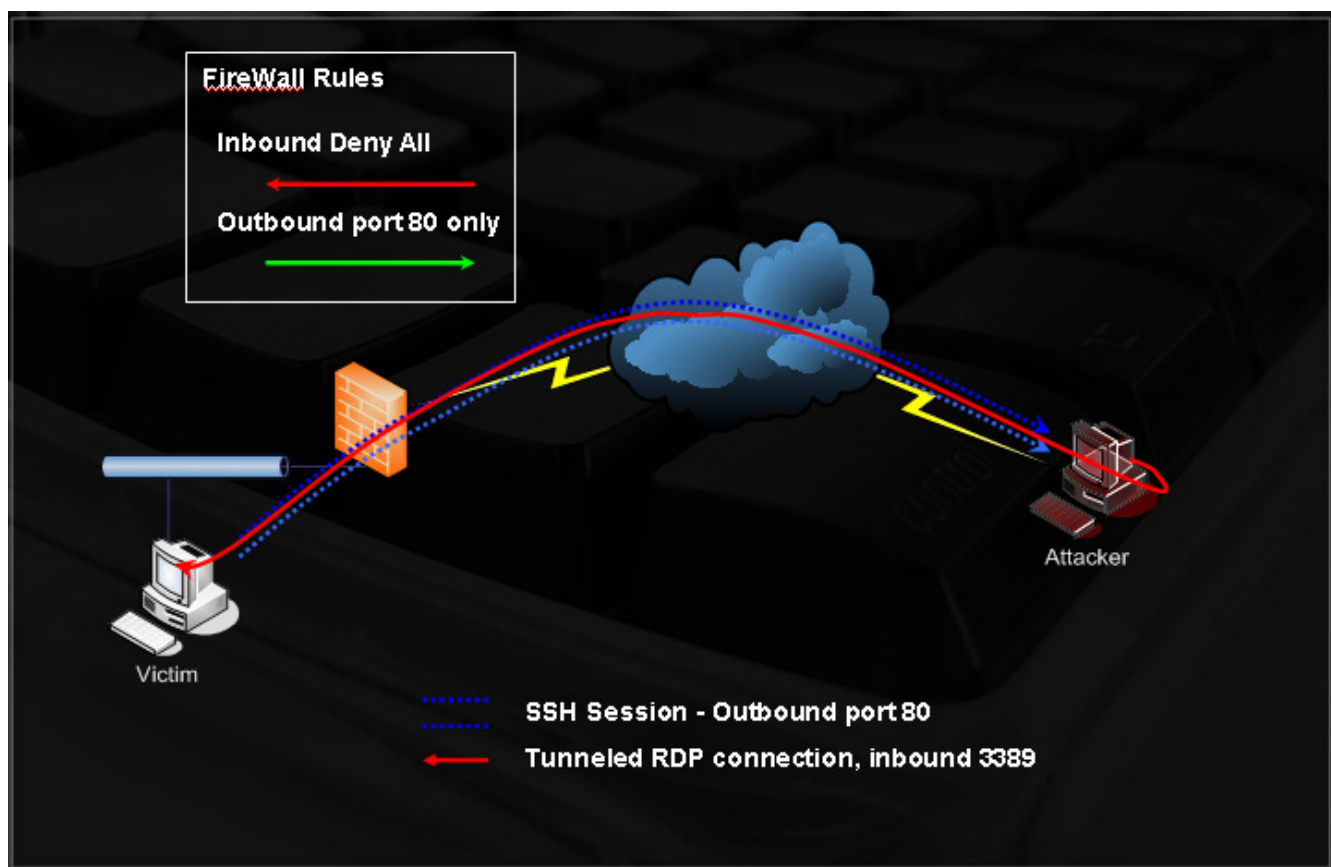 FireWall Rules
Inbound Deny All
Outbound port 80 only
control
Attacker
Victim
SSH Session - Outbound port 80
Tunneled RDP connection, inbound 3389